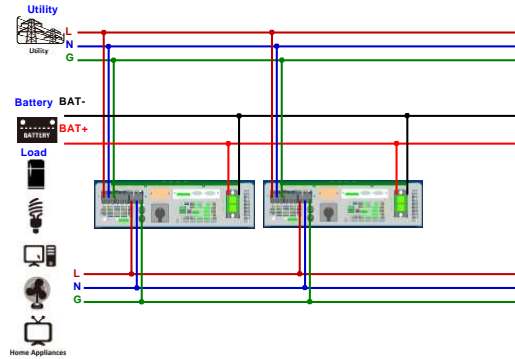 Utility
L
Utility
N
G
Battery BAT-
BATTERY
BAT+
Load
L
N
G
Home Appliances